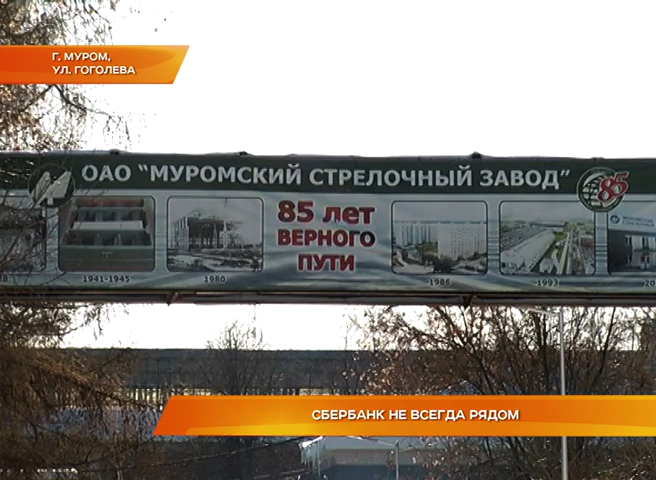 Г. МУРОМ,
УЛ. ГОГОЛЕВА
ОАО "МУРОМСКИЙ СТРЕЛОЧНЫЙ ЗАВОД"
85
85 лет
ВЕРНОГО
ПУТИ
1941-1945
1980
1986
1993
СБЕРБАНК НЕ ВСЕГДА РЯДОМ